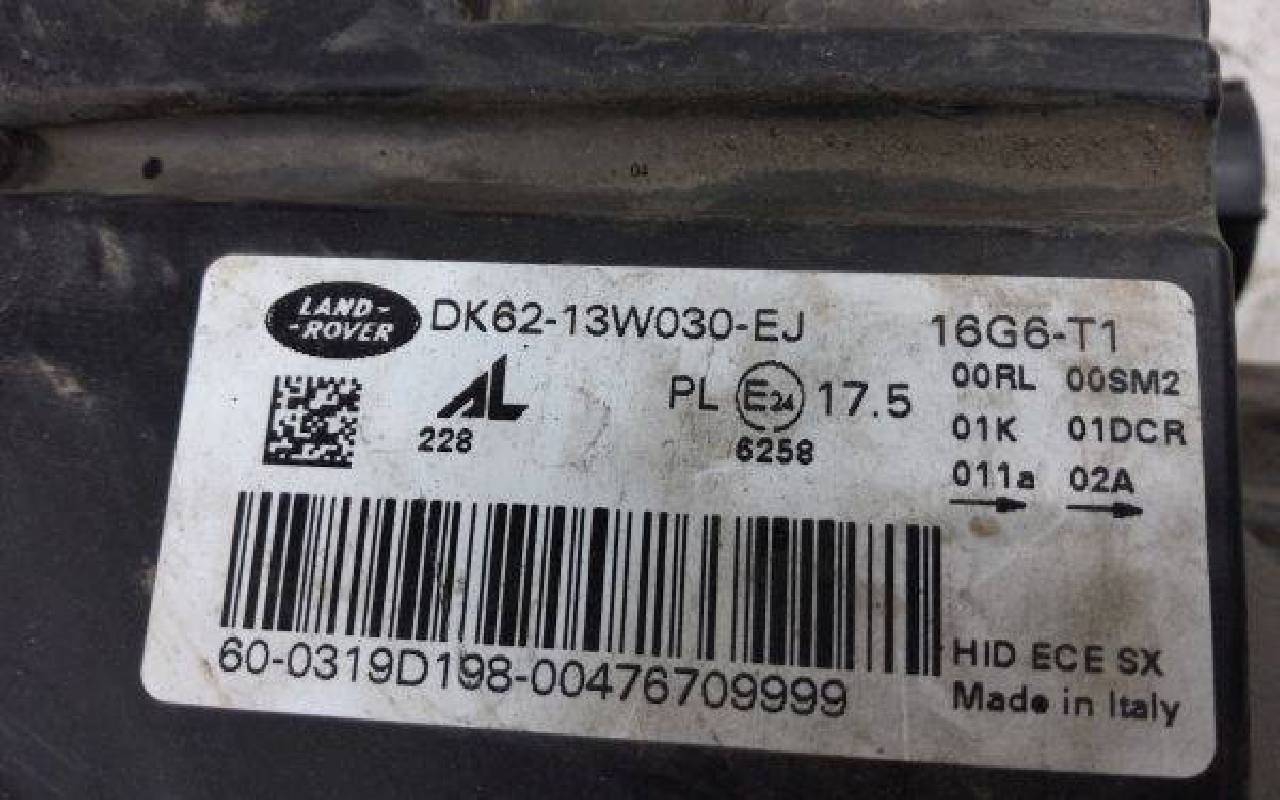 04
LAND-
-ROVER
DK62-13W030-EJ 16G6-T1
AL PL E24 17.5 00RL 00SM2
228 6258 01K 01DCR
011a 02A
60-0319D198-00476709999
HID ECE SX
Made in Italy